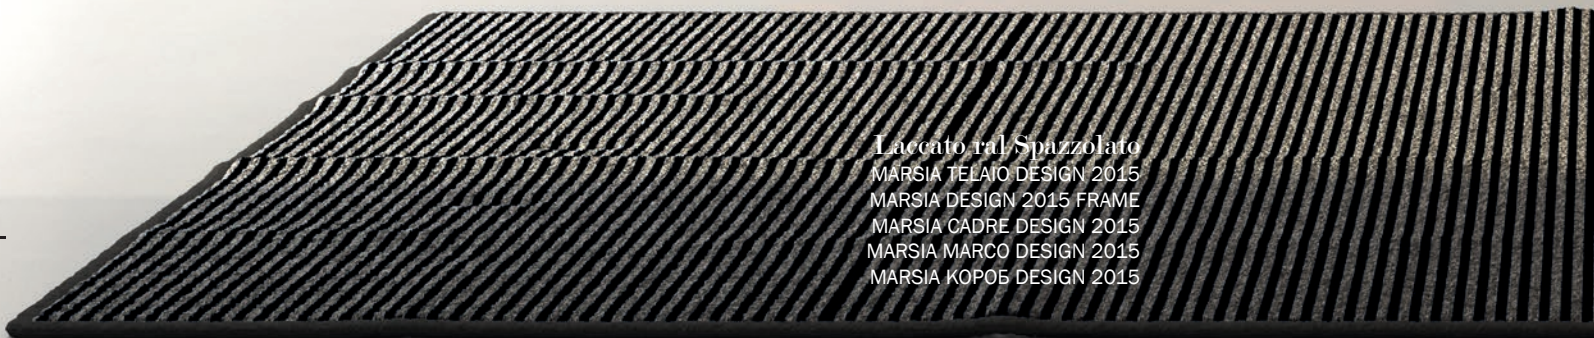 Laccato ral Spazzolato
MARSIA TELAIO DESIGN 2015
MARSIA DESIGN 2015 FRAME
MARSIA CADRE DESIGN 2015
MARSIA MARCO DESIGN 2015
MARSIA КОРОБ DESIGN 2015